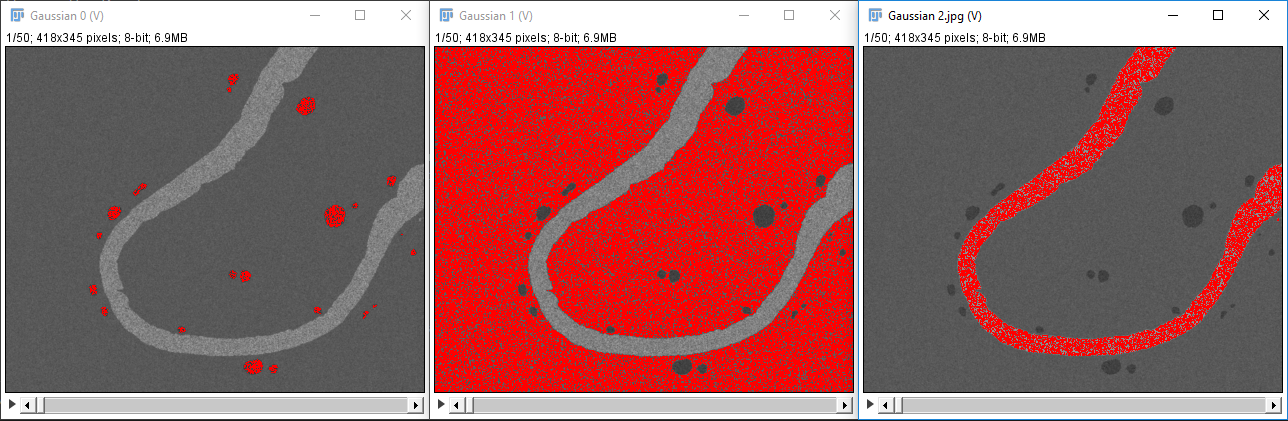 Gaussian 0 (V)
1/50; 418x345 pixels; 8-bit; 6.9MB
Gaussian 1 (V)
1/50; 418x345 pixels; 8-bit; 6.9MB
Gaussian 2.jpg (V)
1/50; 418x345 pixels; 8-bit; 6.9MB